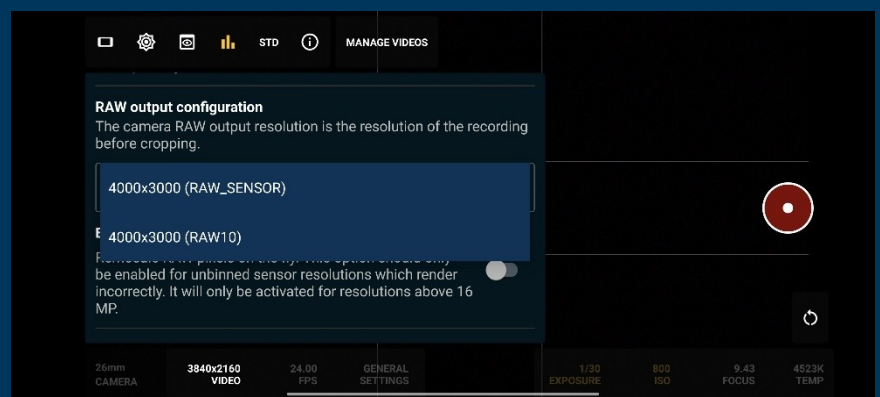 STD
MANAGE VIDEOS
RAW output configuration
The camera RAW output resolution is the resolution of the recording
before cropping.
4000x3000 (RAW_SENSOR)
4000x3000 (RAW10)
be enabled for unbinned sensor resolutions which render
incorrectly. It will only be activated for resolutions above 16
MP.
26mm
CAMERA
3840x2160
VIDEO
24.00
FPS
GENERAL
SETTINGS
1/30
EXPOSURE
800
ISO
9.43
FOCUS
4523K
TEMP